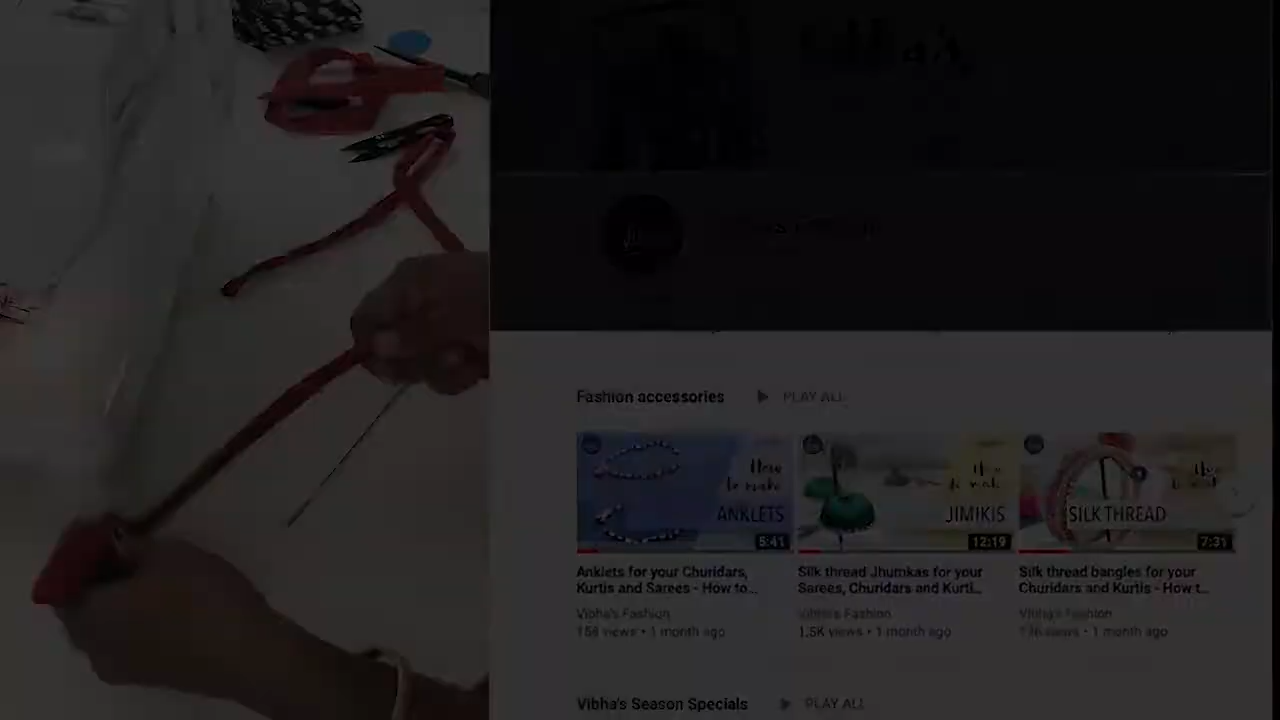 Fashion accessories PLAY ALL
How to make
ANKLETS
5:41
How to make
JIMIKIS
12:19
SILK THREAD
7:31
Anklets for your Churidars,
Kurtis and Sarees - How to...
Vibha's Fashion
158 views • 1 month ago
Silk thread Jhumkas for your
Sarees, Churidars and Kurti...
Vibha's Fashion
1.5K views • 1 month ago
Silk thread bangles for your
Churidars and Kurtis - How t...
Vibha's Fashion
views • 1 month ago
Vibha's Season Specials PLAY ALL